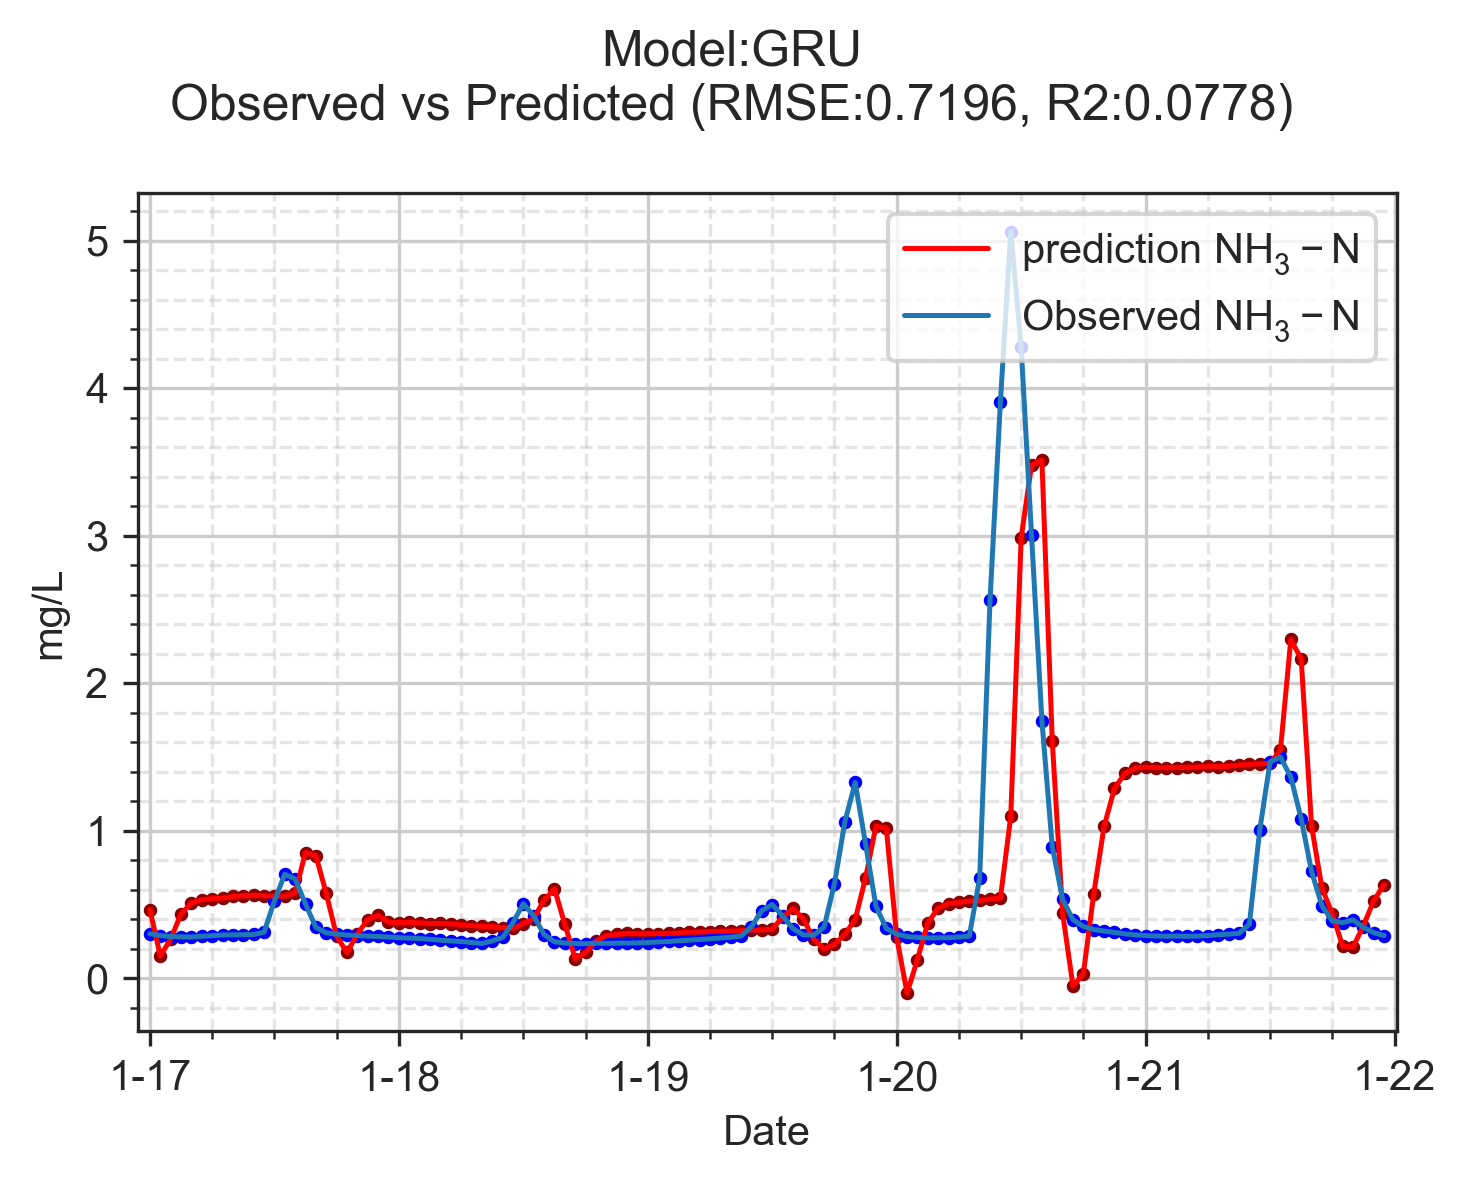 Model:GRU
Observed vs Predicted (RMSE:0.7196, R2:0.0778)
prediction NH₃ − N
Observed NH₃ − N
5
4
3
2
1
0
mg/L
1-17 1-18 1-19 1-20 1-21 1-22
Date